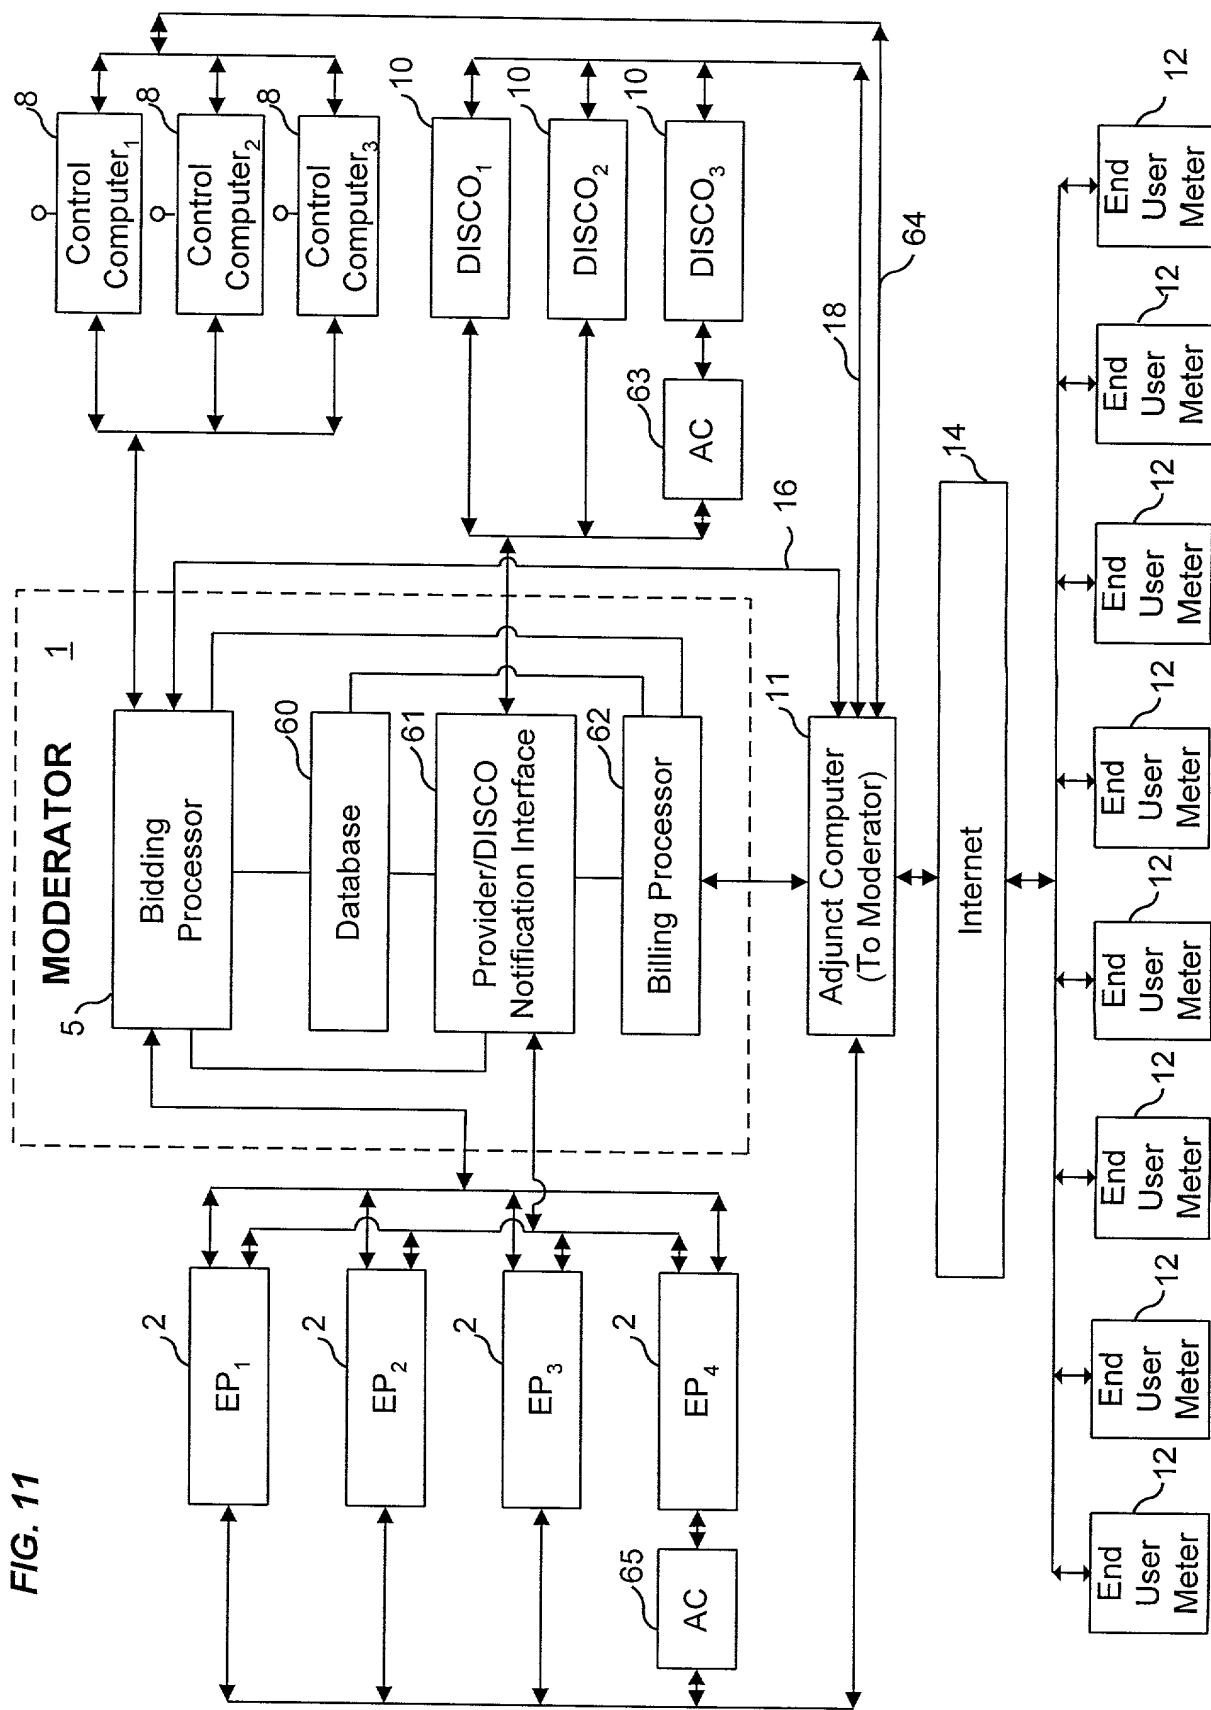 FIG. 11
MODERATOR
1
5
Bidding
Processor
60
Database
61
Provider/DISCO
Notification Interface
62
Billing Processor
2
EP1
2
EP2
2
EP3
2
EP4
65
AC
8
Control
Computer1
8
Control
Computer2
8
Control
Computer3
10
DISCO1
10
DISCO2
10
DISCO3
63
AC
16
18
64
11
Adjunct Computer
(To Moderator)
14
Internet
12
End
User
Meter
12
End
User
Meter
12
End
User
Meter
12
End
User
Meter
12
End
User
Meter
12
End
User
Meter
12
End
User
Meter
12
End
User
Meter